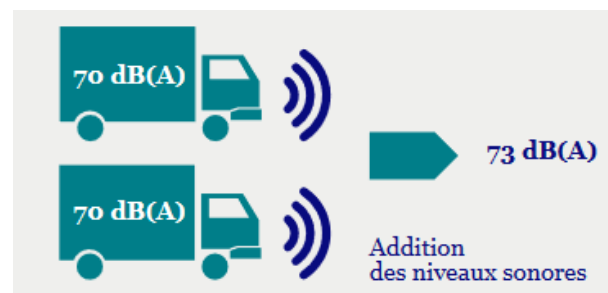 70 dB(A)
73 dB(A)
70 dB(A)
Addition
des niveaux sonores